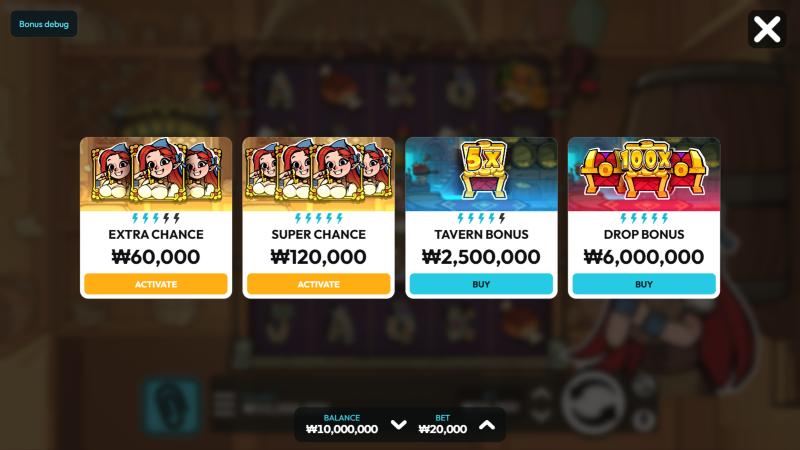 Bonus debug
5X
100X
EXTRA CHANCE
₩60,000
ACTIVATE
SUPER CHANCE
₩120,000
ACTIVATE
TAVERN BONUS
₩2,500,000
BUY
DROP BONUS
₩6,000,000
BUY
BALANCE
₩10,000,000
BET
₩20,000